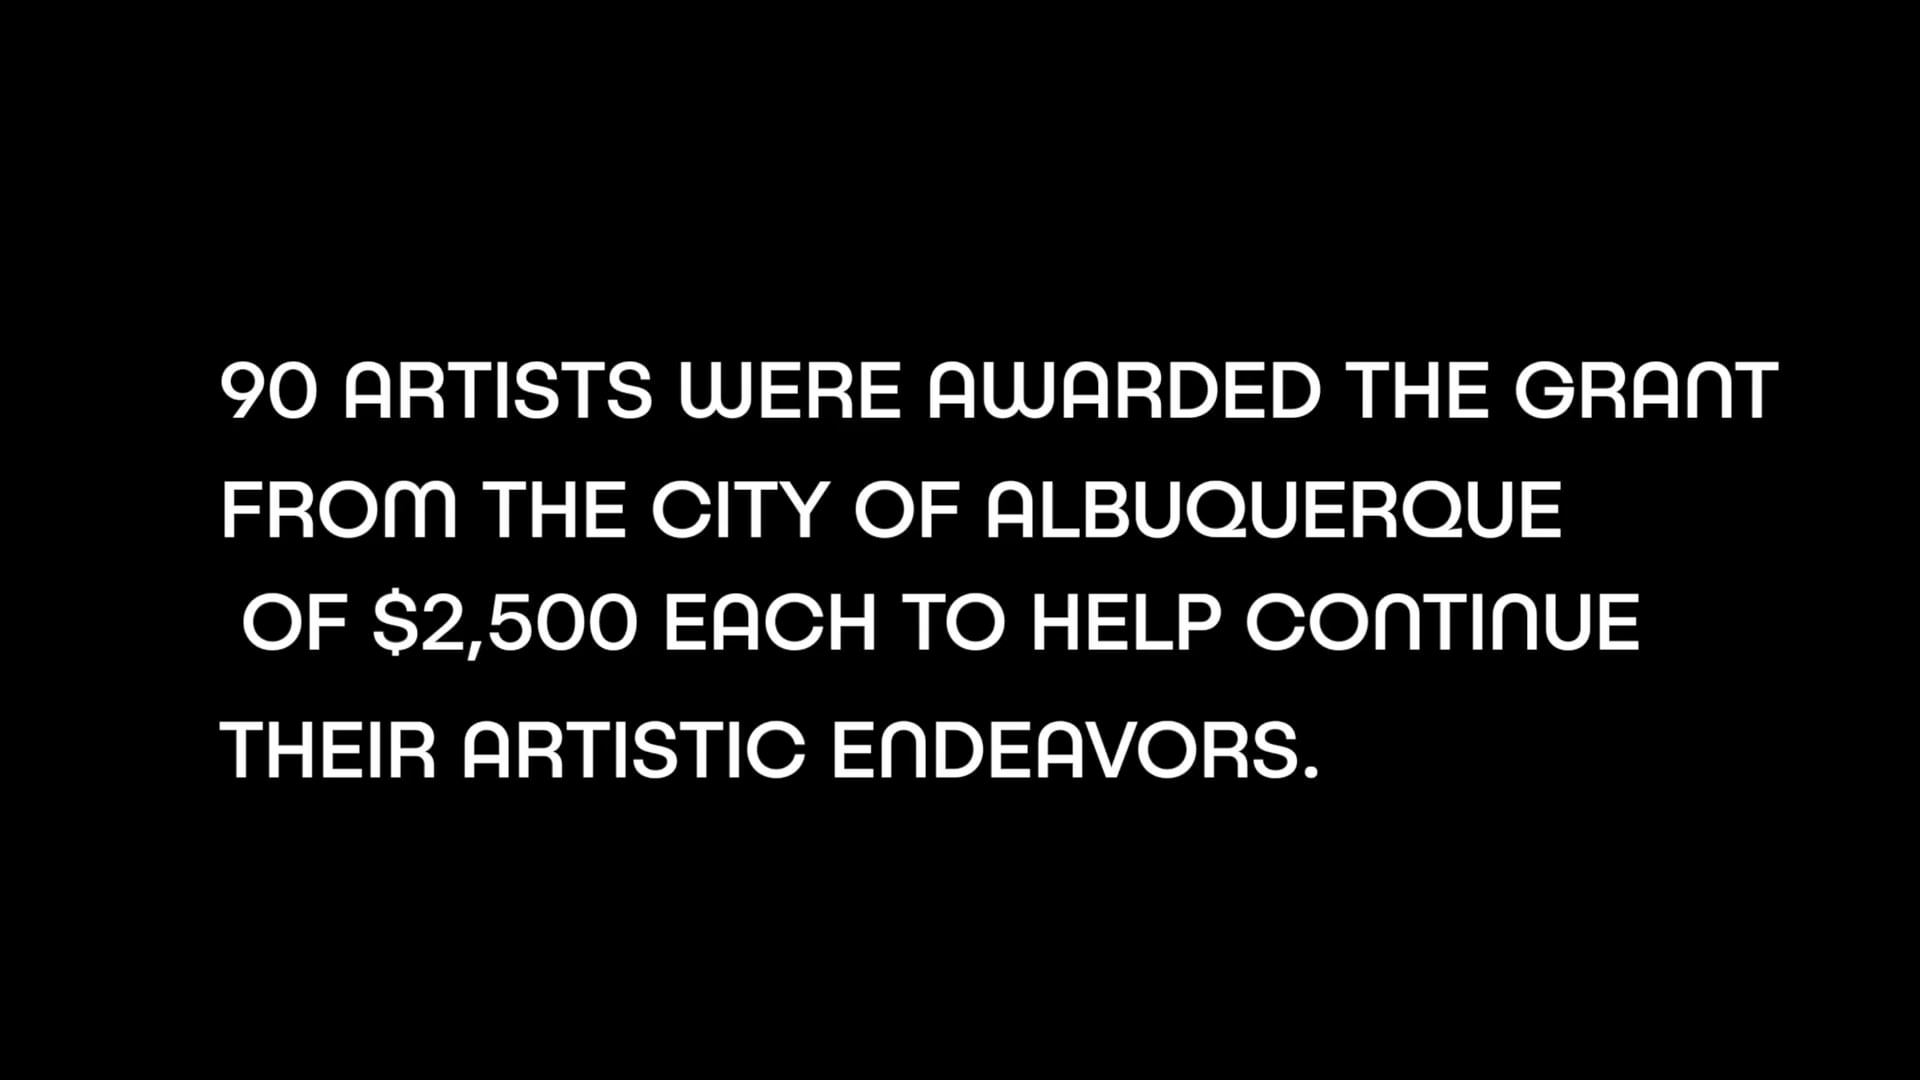 90 ARTISTS WERE AWARDED THE GRANT
FROM THE CITY OF ALBUQUERQUE
OF $2,500 EACH TO HELP CONTINUE
THEIR ARTISTIC ENDEAVORS.